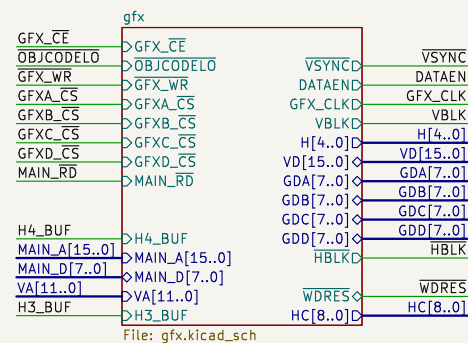 gfx
GFX_CE GFX_CE
OBJCODELO OBJCODELO VSYNC VSYNC
GFX_WR GFX_WR DATAEN DATAEN
GFXA_CS GFXA_CS GFX_CLK GFX_CLK
GFXB_CS GFXB_CS VBLK VBLK
GFXC_CS GFXC_CS H[4..0] H[4..0]
GFXD_CS GFXD_CS VD[15..0] VD[15..0]
MAIN_RD MAIN_RD GDA[7..0] GDA[7..0]
GDB[7..0] GDB[7..0]
GDC[7..0] GDC[7..0]
H4_BUF H4_BUF GDD[7..0] GDD[7..0]
MAIN_A[15..0] MAIN_A[15..0] HBLK HBLK
MAIN_D[7..0] MAIN_D[7..0]
VA[11..0] VA[11..0] WDRES WDRES
H3_BUF H3_BUF HC[8..0] HC[8..0]
File: gfx.kicad_sch